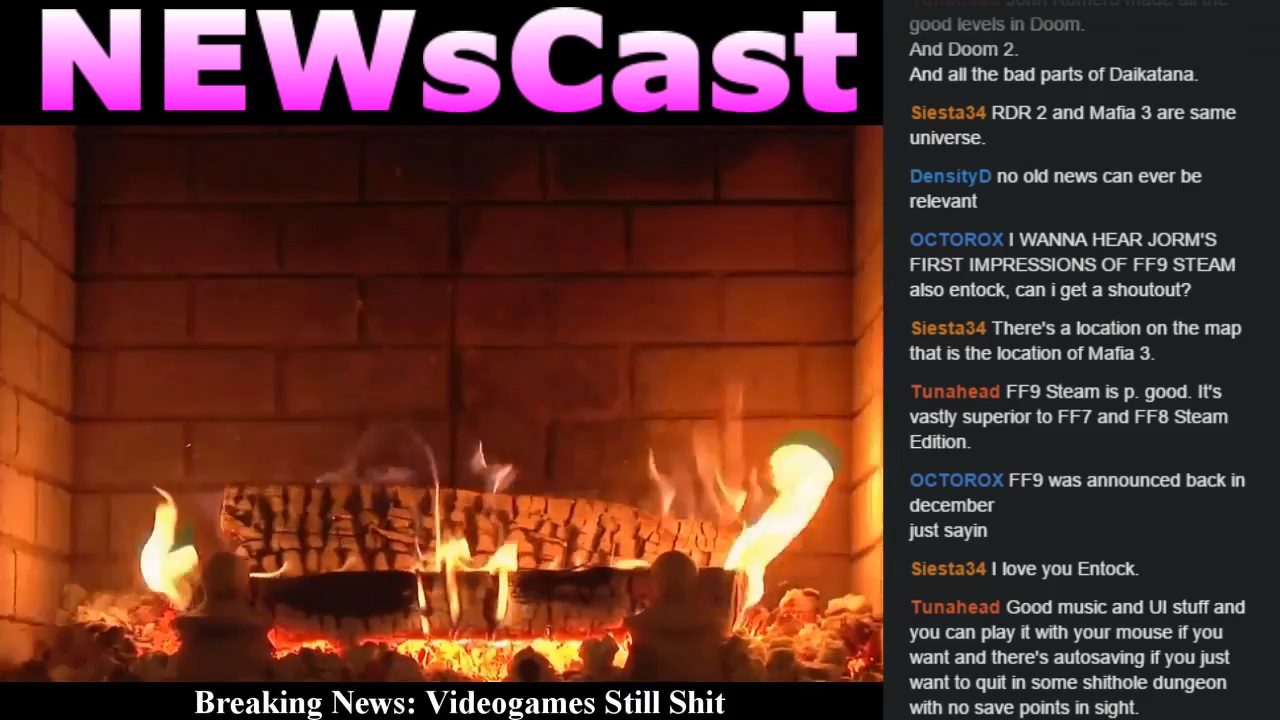 NEWsCast
Tunahead John Romero made all the
good levels in Doom.
And Doom 2.
And all the bad parts of Daikatana.
Siesta34 RDR 2 and Mafia 3 are same
universe.
DensityD no old news can ever be
relevant
OCTOROX I WANNA HEAR JORM'S
FIRST IMPRESSIONS OF FF9 STEAM
also entock, can i get a shoutout?
Siesta34 There's a location on the map
that is the location of Mafia 3.
Tunahead FF9 Steam is p. good. It's
vastly superior to FF7 and FF8 Steam
Edition.
OCTOROX FF9 was announced back in
december
just sayin
Siesta34 I love you Entock.
Tunahead Good music and UI stuff and
you can play it with your mouse if you
want and there's autosaving if you just
want to quit in some shithole dungeon
with no save points in sight.
Breaking News: Videogames Still Shit